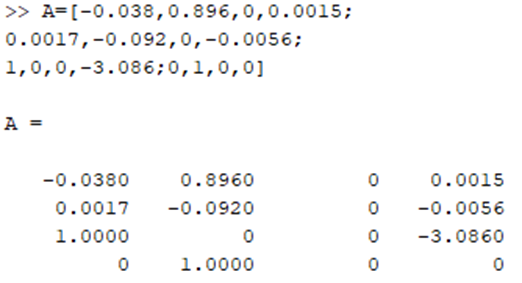 >> A=[-0.038,0.896,0,0.0015;
0.0017,-0.092,0,-0.0056;
1,0,0,-3.086;0,1,0,0]
A =
-0.0380 0.8960 0 0.0015
0.0017 -0.0920 0 -0.0056
1.0000 0 0 -3.0860
0 1.0000 0 0